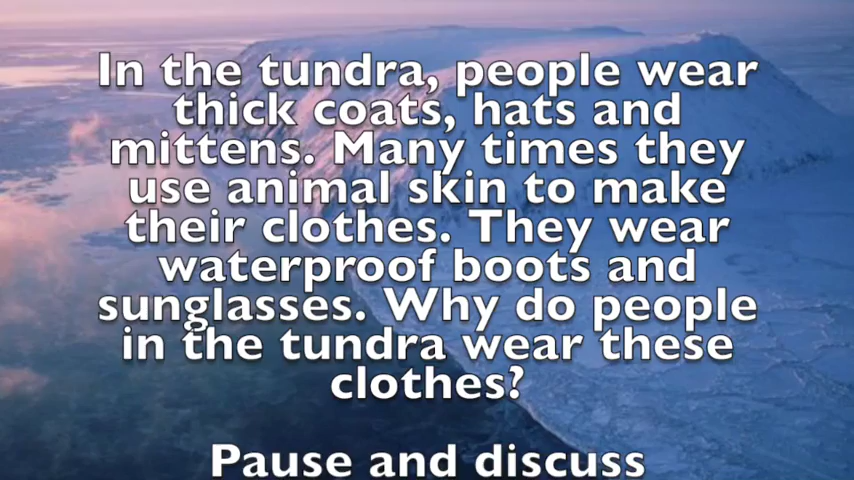 In the tundra, people wear
thick coats, hats and
mittens. Many times they
use animal skin to make
their clothes. They wear
waterproof boots and
sunglasses. Why do people
in the tundra wear these
clothes?
Pause and discuss